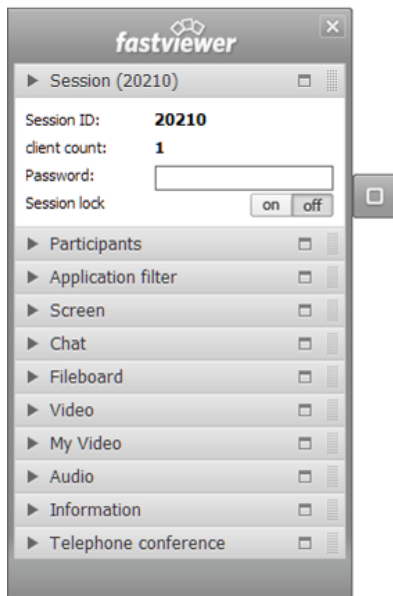 fastviewer
Session (20210)
Session ID: 20210
client count: 1
Password:
Session lock on off
Participants
Application filter
Screen
Chat
Fileboard
Video
My Video
Audio
Information
Telephone conference